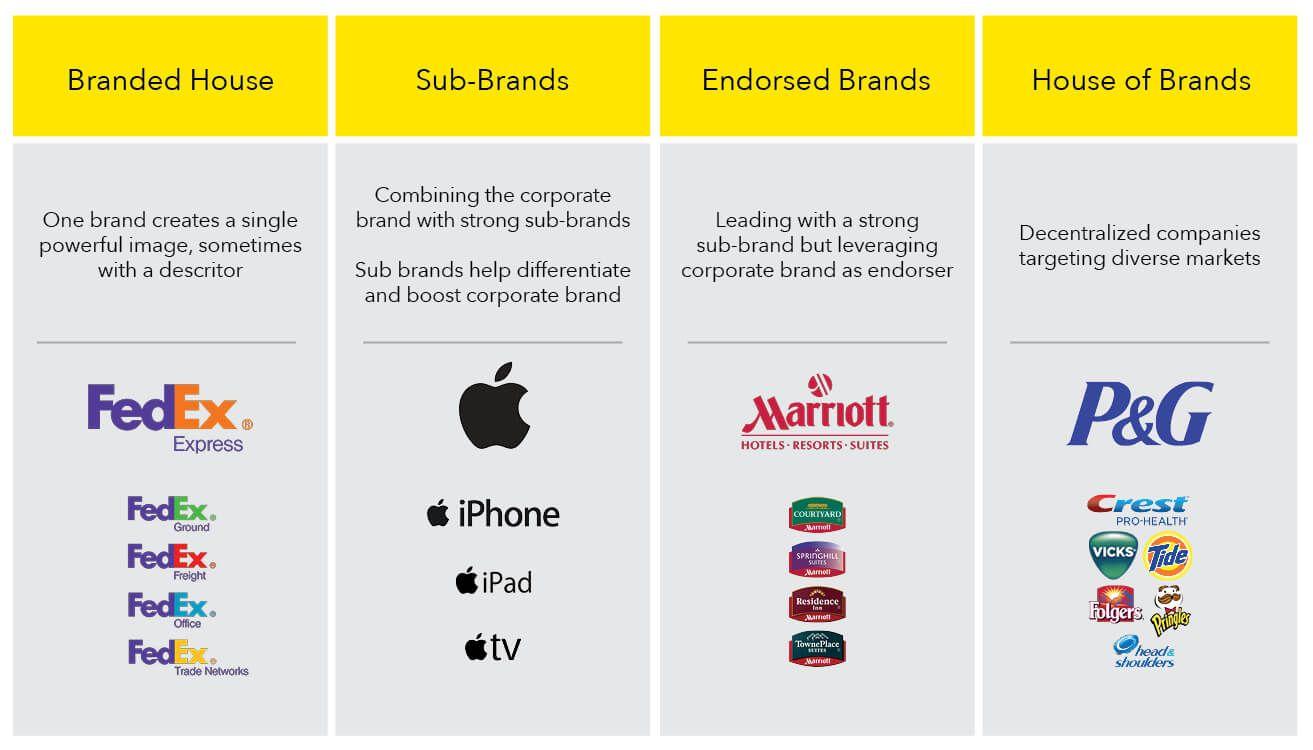 Branded House
Sub-Brands
Endorsed Brands
House of Brands
One brand creates a single
powerful image, sometimes
with a descritor
Combining the corporate
brand with strong sub-brands
Sub brands help differentiate
and boost corporate brand
Leading with a strong
sub-brand but leveraging
corporate brand as endorser
Decentralized companies
targeting diverse markets
FedEx®
Express
FedEx®
Ground
FedEx®
Freight
FedEx®
Office
FedEx®
Trade Networks
iPhone
iPad
tv
Marriott®
HOTELS · RESORTS · SUITES
COURTYARD
Marriott
SPRINGHILL
SUITES
Marriott
Residence
Inn
Marriott
TownePlace
SUITES
Marriott
P&G
Crest
PRO-HEALTH
VICKS
Tide
Folgers
Pringles
head&
shoulders